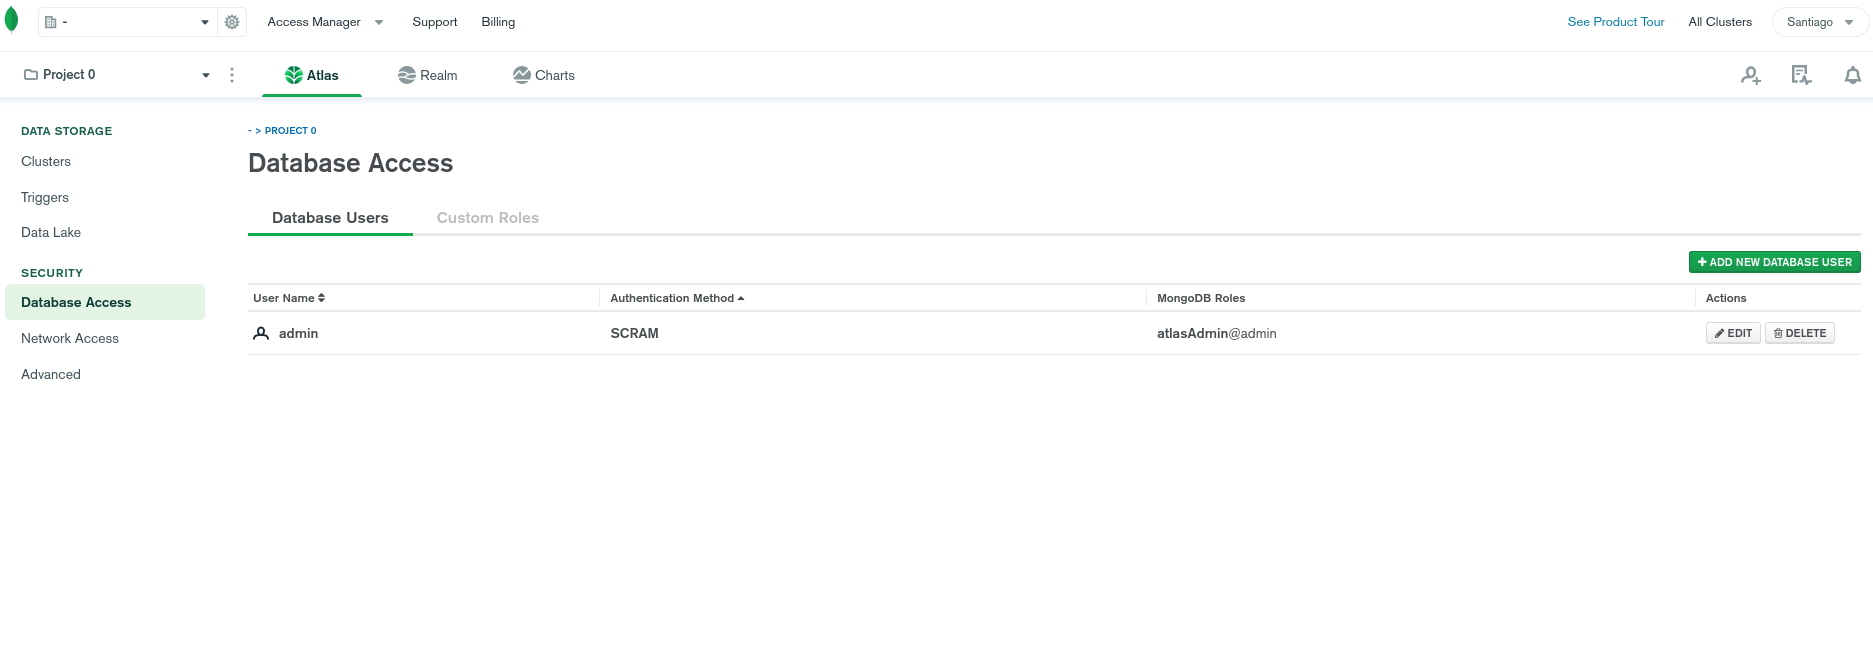 -
Access Manager
Support
Billing
See Product Tour
All Clusters
Santiago
Project 0
Atlas
Realm
Charts
DATA STORAGE
Clusters
Triggers
Data Lake
SECURITY
Database Access
Network Access
Advanced
- > PROJECT 0
Database Access
Database Users
Custom Roles
+ ADD NEW DATABASE USER
User Name
Authentication Method
MongoDB Roles
Actions
admin
SCRAM
atlasAdmin@admin
EDIT
DELETE